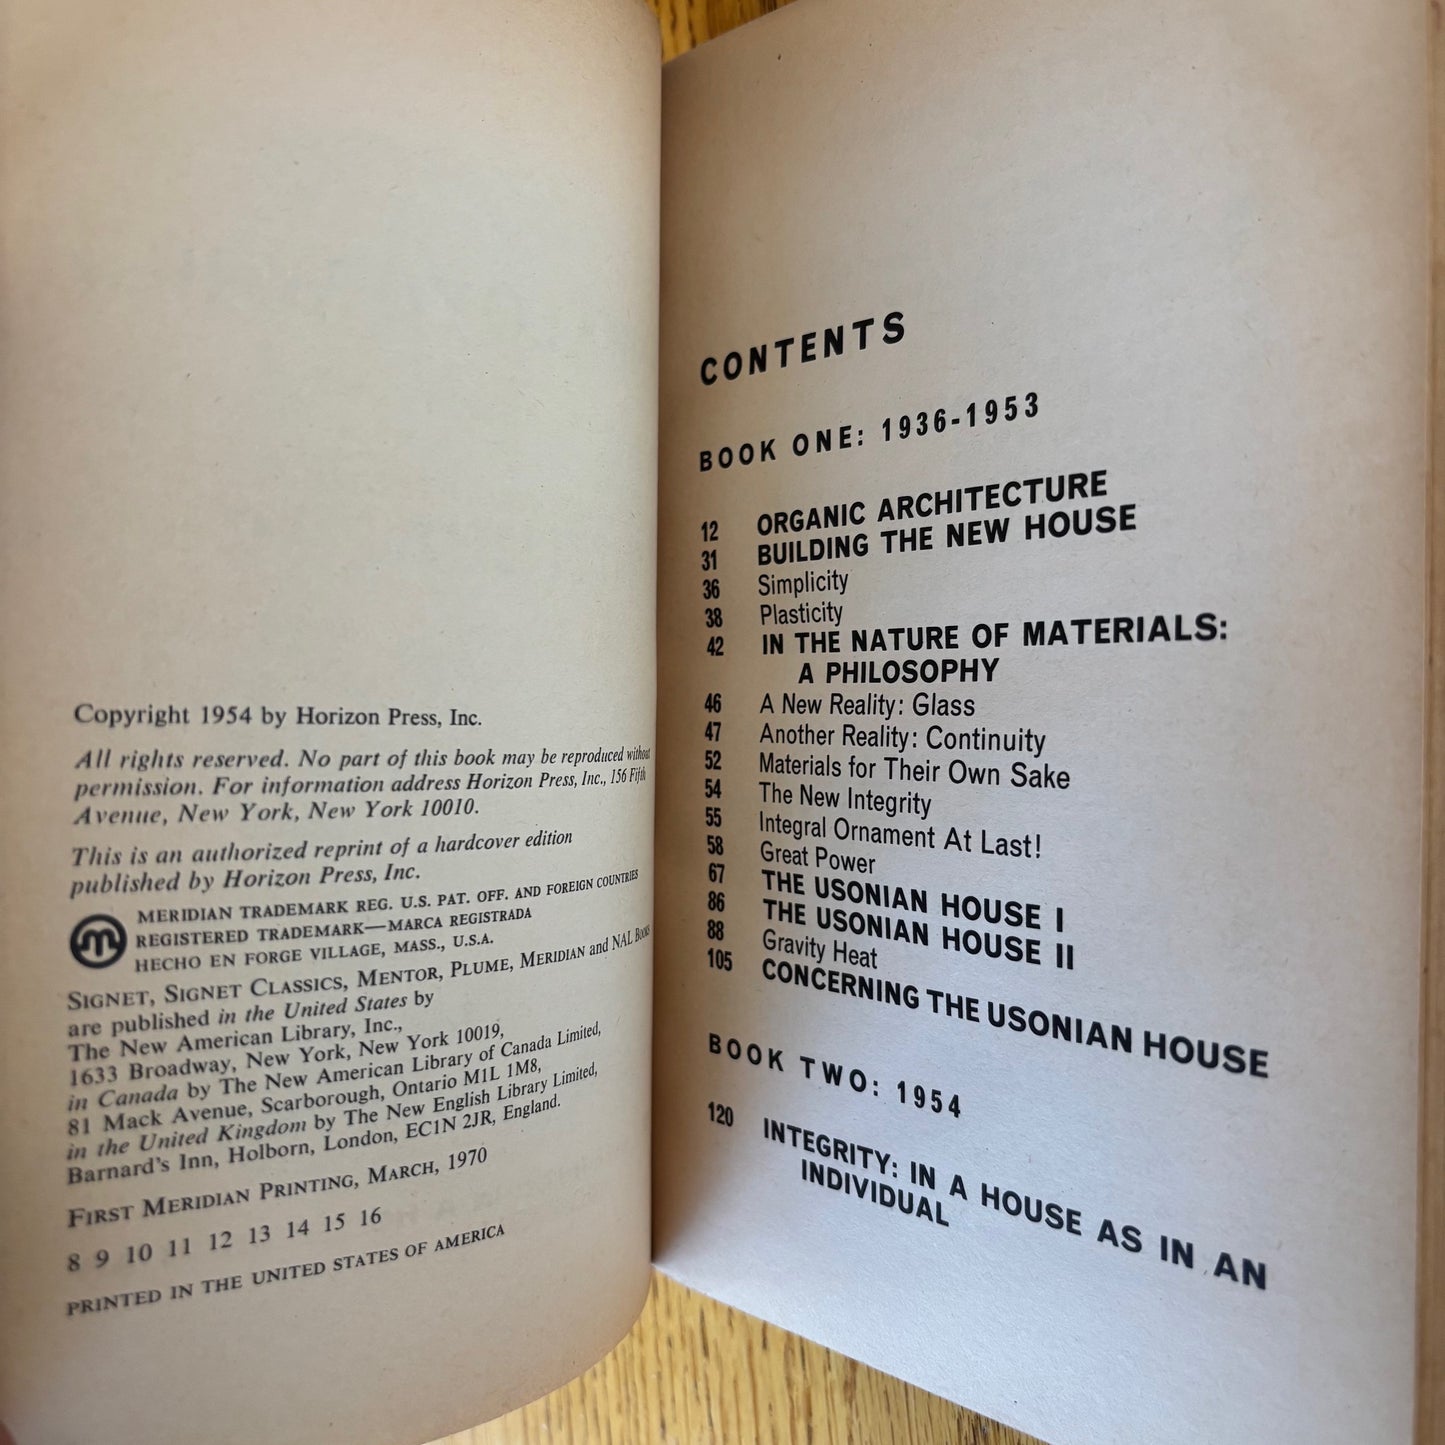 Copyright 1954 by Horizon Press, Inc.
All rights reserved. No part of this book may be reproduced without
permission. For information address Horizon Press, Inc., 156 Fifth
Avenue, New York, New York 10010.
This is an authorized reprint of a hardcover edition
published by Horizon Press, Inc.
MERIDIAN TRADEMARK REG. U.S. PAT. OFF. AND FOREIGN COUNTRIES
REGISTERED TRADEMARK—MARCA REGISTRADA
HECHO EN FORGE VILLAGE, MASS., U.S.A.
SIGNET, SIGNET CLASSICS, MENTOR, PLUME, MERIDIAN and NAL BOOKS
are published in the United States by
The New American Library, Inc.,
1633 Broadway, New York, New York 10019,
in Canada by The New American Library of Canada Limited,
81 Mack Avenue, Scarborough, Ontario M1L 1M8,
in the United Kingdom by The New English Library Limited,
Barnard's Inn, Holborn, London, EC1N 2JR, England.
FIRST MERIDIAN PRINTING, MARCH, 1970
8 9 10 11 12 13 14 15 16
PRINTED IN THE UNITED STATES OF AMERICA
CONTENTS
BOOK ONE: 1936-1953
12 ORGANIC ARCHITECTURE
31 BUILDING THE NEW HOUSE
36 Simplicity
38 Plasticity
42 IN THE NATURE OF MATERIALS:
A PHILOSOPHY
46 A New Reality: Glass
47 Another Reality: Continuity
52 Materials for Their Own Sake
54 The New Integrity
55 Integral Ornament At Last!
58 Great Power
67 THE USONIAN HOUSE I
86 THE USONIAN HOUSE II
88 Gravity Heat
105 CONCERNING THE USONIAN HOUSE
BOOK TWO: 1954
120 INTEGRITY: IN A HOUSE AS IN AN
INDIVIDUAL